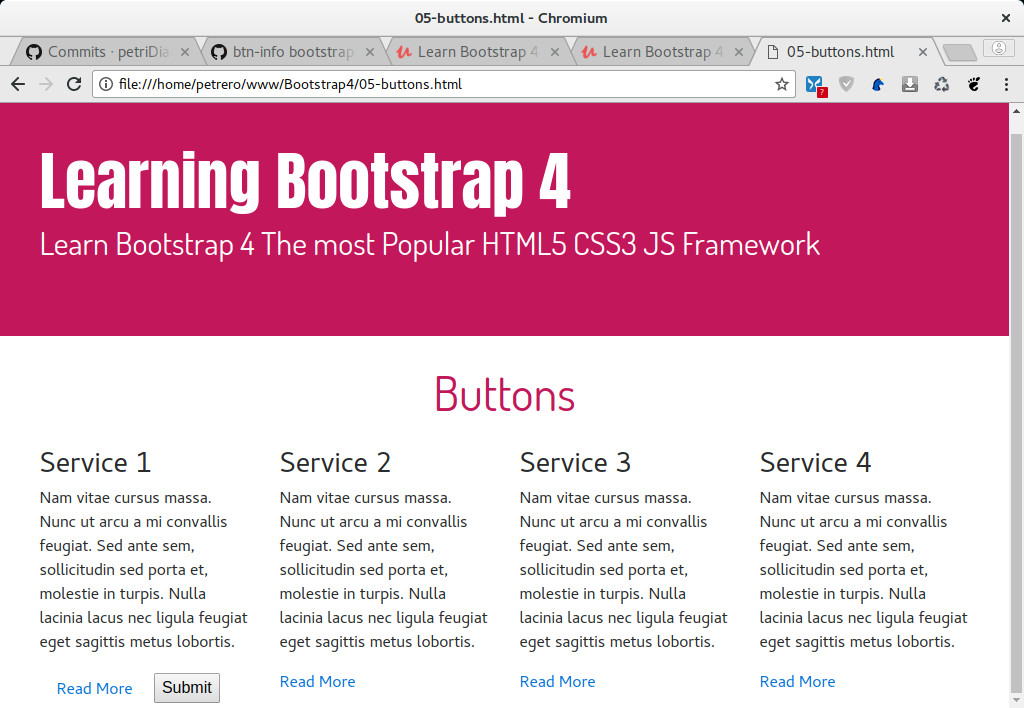 05-buttons.html - Chromium
Commits · petriDia
btn-info bootstrap
Learn Bootstrap 4
Learn Bootstrap 4
05-buttons.html
file:///home/petrero/www/Bootstrap4/05-buttons.html
?
Learning Bootstrap 4
Learn Bootstrap 4 The most Popular HTML5 CSS3 JS Framework
Buttons
Service 1
Nam vitae cursus massa.
Nunc ut arcu a mi convallis
feugiat. Sed ante sem,
sollicitudin sed porta et,
molestie in turpis. Nulla
lacinia lacus nec ligula feugiat
eget sagittis metus lobortis.
Read More
Submit
Service 2
Nam vitae cursus massa.
Nunc ut arcu a mi convallis
feugiat. Sed ante sem,
sollicitudin sed porta et,
molestie in turpis. Nulla
lacinia lacus nec ligula feugiat
eget sagittis metus lobortis.
Read More
Service 3
Nam vitae cursus massa.
Nunc ut arcu a mi convallis
feugiat. Sed ante sem,
sollicitudin sed porta et,
molestie in turpis. Nulla
lacinia lacus nec ligula feugiat
eget sagittis metus lobortis.
Read More
Service 4
Nam vitae cursus massa.
Nunc ut arcu a mi convallis
feugiat. Sed ante sem,
sollicitudin sed porta et,
molestie in turpis. Nulla
lacinia lacus nec ligula feugiat
eget sagittis metus lobortis.
Read More